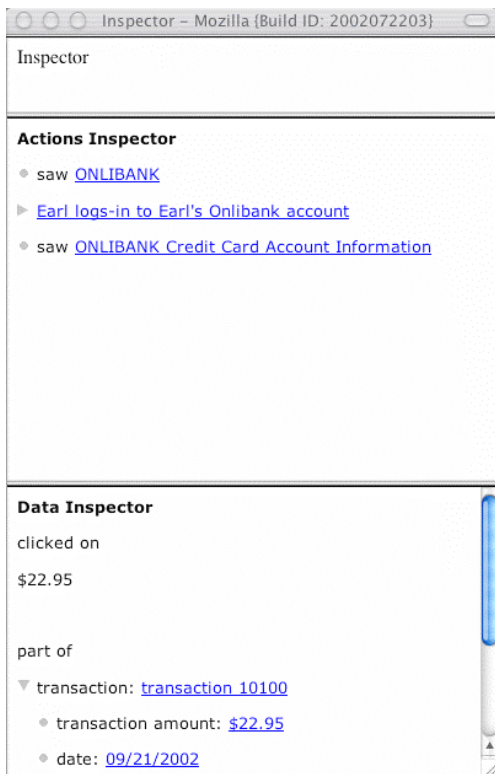 Inspector – Mozilla {Build ID: 2002072203}
Inspector
Actions Inspector
saw ONLIBANK
Earl logs-in to Earl's Onlibank account
saw ONLIBANK Credit Card Account Information
Data Inspector
clicked on
$22.95
part of
transaction: transaction 10100
transaction amount: $22.95
date: 09/21/2002